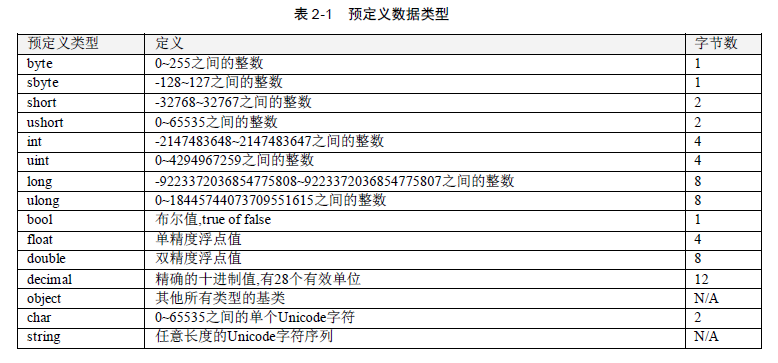 表 2-1 预定义数据类型
预定义类型 定义 字节数
byte 0~255之间的整数 1
sbyte -128~127之间的整数 1
short -32768~32767之间的整数 2
ushort 0~65535之间的整数 2
int -2147483648~2147483647之间的整数 4
uint 0~4294967259之间的整数 4
long -9223372036854775808~9223372036854775807之间的整数 8
ulong 0~18445744073709551615之间的整数 8
bool 布尔值,true of false 1
float 单精度浮点值 4
double 双精度浮点值 8
decimal 精确的十进制值,有28个有效单位 12
object 其他所有类型的基类 N/A
char 0~65535之间的单个Unicode字符 2
string 任意长度的Unicode字符序列 N/A